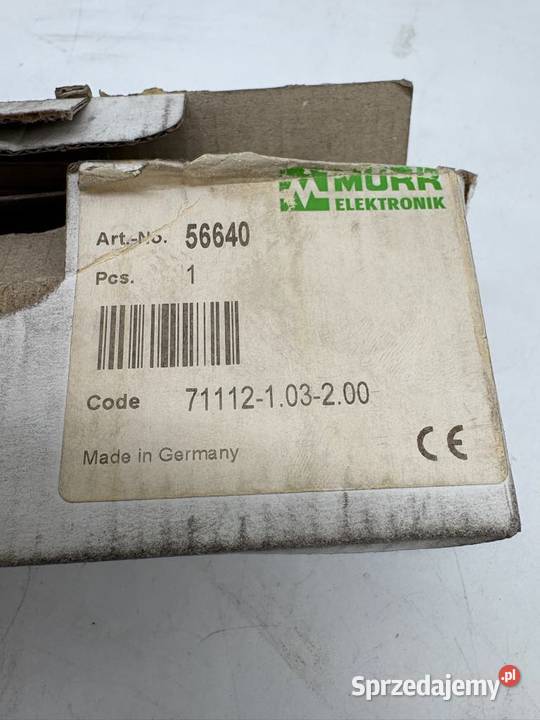 MURR
ELEKTRONIK
Art.-No. 56640
Pcs. 1
Code 71112-1.03-2.00
Made in Germany
CE
Sprzedajemy.pl